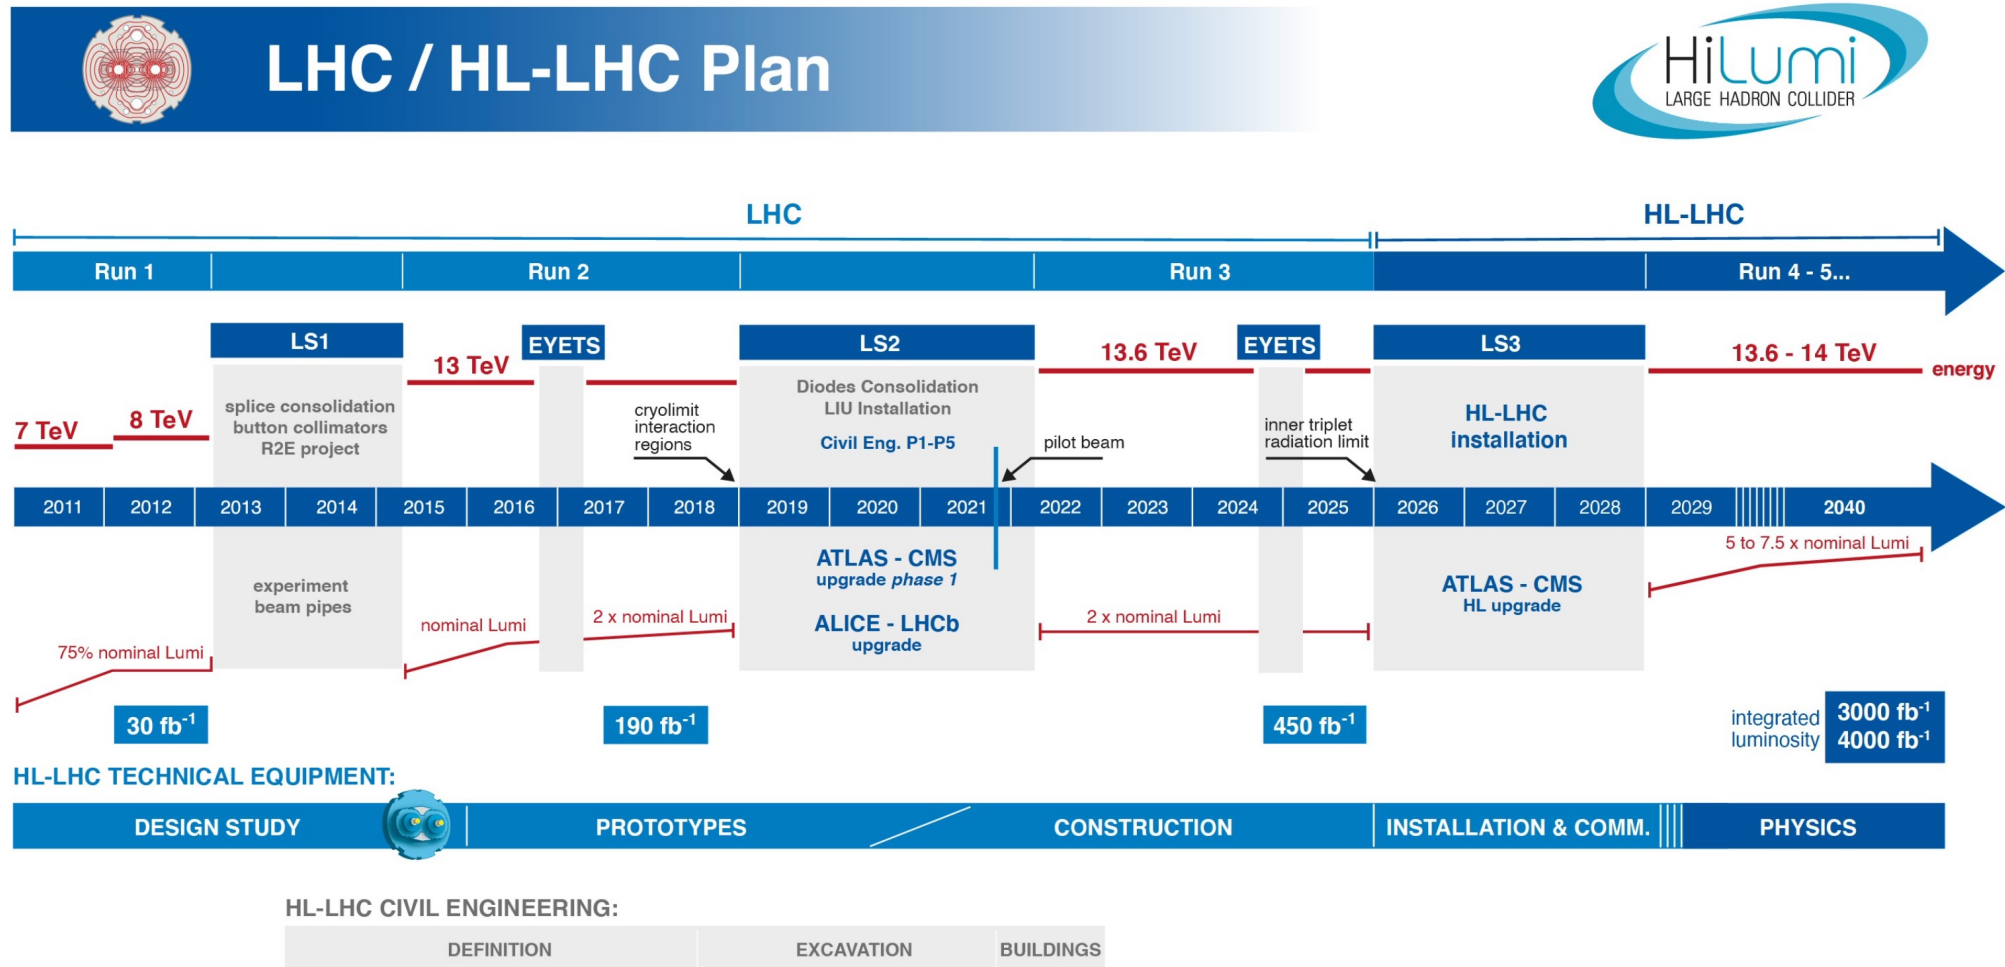 LHC / HL-LHC Plan
HiLumi
LARGE HADRON COLLIDER
LHC
HL-LHC
Run 1
Run 2
Run 3
Run 4 - 5...
LS1
EYETS
LS2
EYETS
LS3
7 TeV
8 TeV
13 TeV
13.6 TeV
13.6 - 14 TeV
energy
splice consolidation
button collimators
R2E project
cryolimit
interaction
regions
Diodes Consolidation
LIU Installation
Civil Eng. P1-P5
pilot beam
inner triplet
radiation limit
HL-LHC
installation
2011 2012 2013 2014 2015 2016 2017 2018 2019 2020 2021 2022 2023 2024 2025 2026 2027 2028 2029 2040
experiment
beam pipes
ATLAS - CMS
upgrade phase 1
ALICE - LHCb
upgrade
ATLAS - CMS
HL upgrade
75% nominal Lumi
nominal Lumi
2 x nominal Lumi
2 x nominal Lumi
5 to 7.5 x nominal Lumi
30 fb⁻¹
190 fb⁻¹
450 fb⁻¹
integrated
luminosity
3000 fb⁻¹
4000 fb⁻¹
HL-LHC TECHNICAL EQUIPMENT:
DESIGN STUDY
PROTOTYPES
CONSTRUCTION
INSTALLATION & COMM.
PHYSICS
HL-LHC CIVIL ENGINEERING:
DEFINITION
EXCAVATION
BUILDINGS